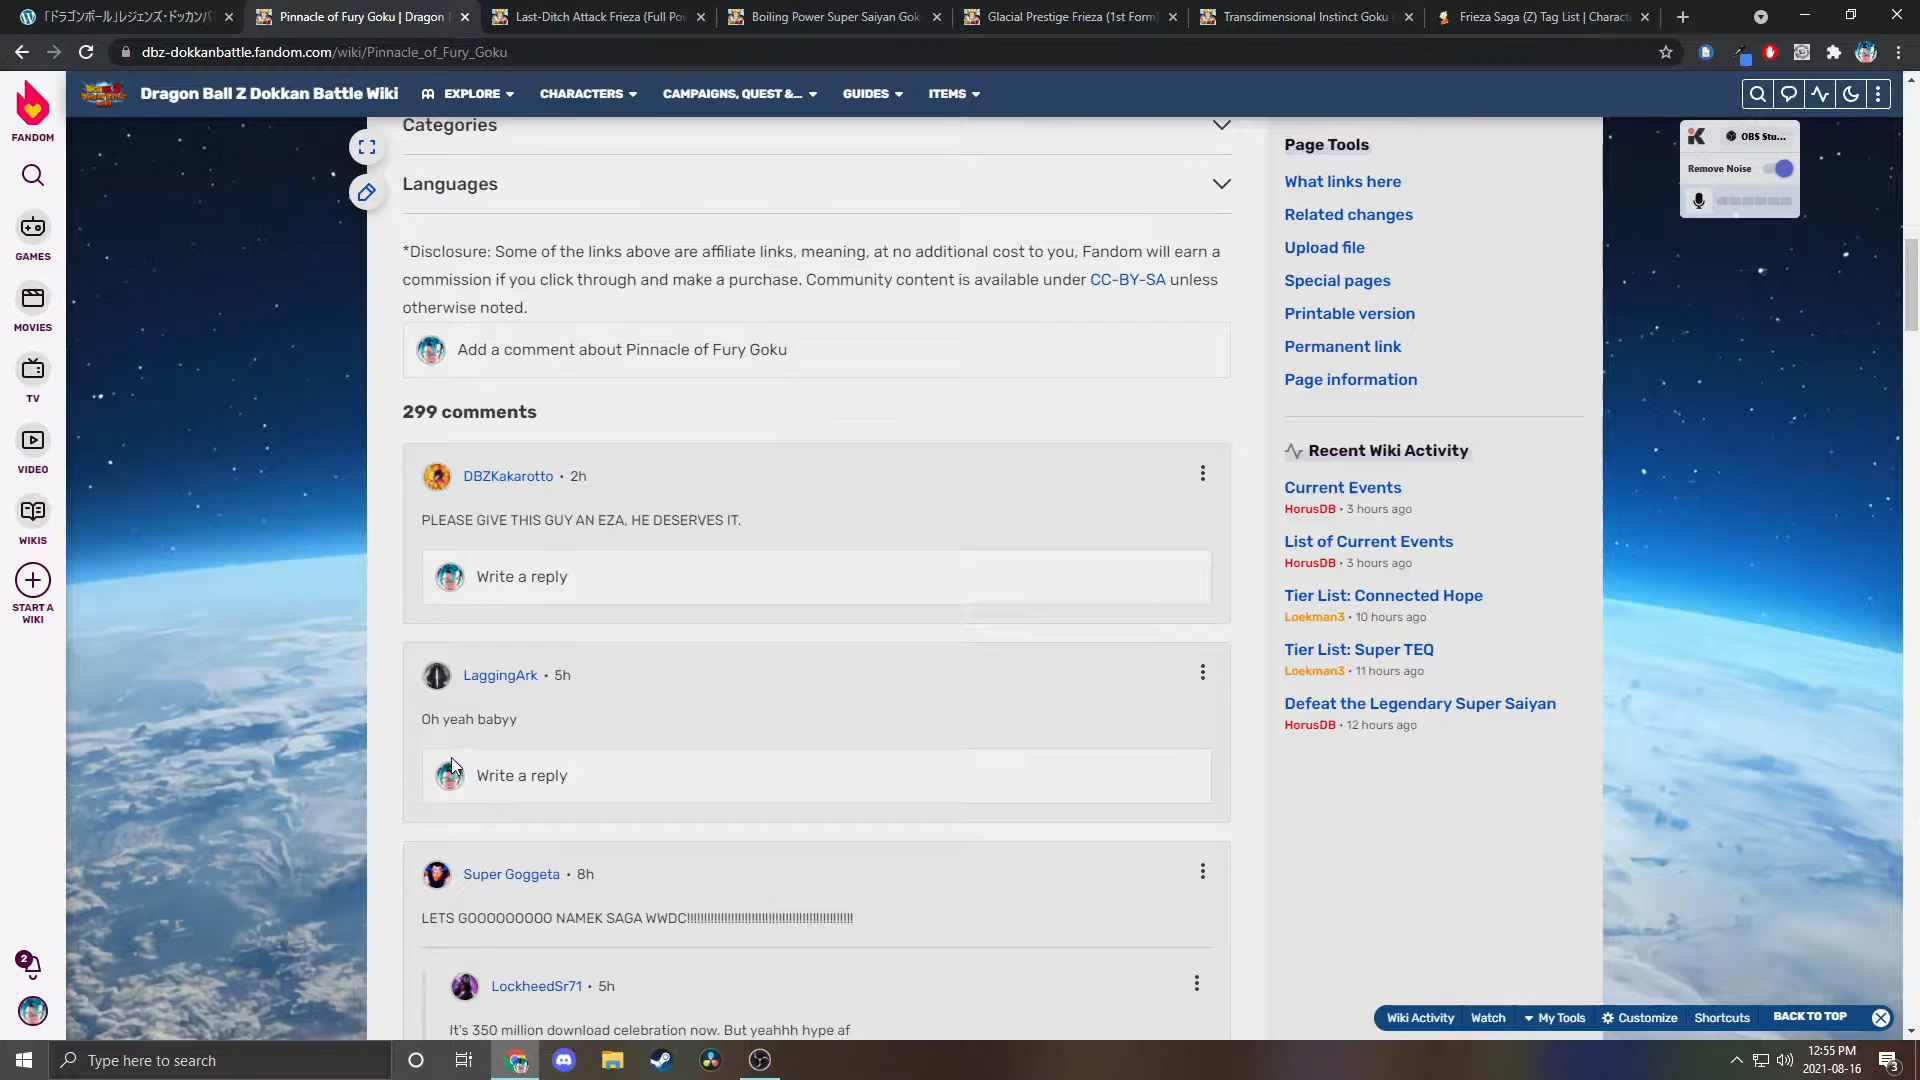 「ドラゴンボール」レジェンズ・ドッカンバ
Pinnacle of Fury Goku | Dragon
Last-Ditch Attack Frieza (Full Po
Boiling Power Super Saiyan Gok
Glacial Prestige Frieza (1st Form)
Transdimensional Instinct Goku
Frieza Saga (Z) Tag List | Charact
dbz-dokkanbattle.fandom.com/wiki/Pinnacle_of_Fury_Goku
FANDOM
GAMES
MOVIES
TV
VIDEO
WIKIS
START A
WIKI
2
Dragon Ball Z Dokkan Battle Wiki
EXPLORE
CHARACTERS
CAMPAIGNS, QUEST &...
GUIDES
ITEMS
Categories
Languages
*Disclosure: Some of the links above are affiliate links, meaning, at no additional cost to you, Fandom will earn a
commission if you click through and make a purchase. Community content is available under CC-BY-SA unless
otherwise noted.
Add a comment about Pinnacle of Fury Goku
299 comments
DBZKakarotto • 2h
PLEASE GIVE THIS GUY AN EZA, HE DESERVES IT.
Write a reply
LaggingArk • 5h
Oh yeah babyy
Write a reply
Super Goggeta • 8h
LETS GOOOOOOOOO NAMEK SAGA WWDC!!!!!!!!!!!!!!!!!!!!!!!!!!!!!!!!!!!!!!!!!!!!!!!!!
LockheedSr71 • 5h
It's 350 million download celebration now. But yeahhh hype af
Page Tools
What links here
Related changes
Upload file
Special pages
Printable version
Permanent link
Page information
Recent Wiki Activity
Current Events
HorusDB • 3 hours ago
List of Current Events
HorusDB • 3 hours ago
Tier List: Connected Hope
Loekman3 • 10 hours ago
Tier List: Super TEQ
Loekman3 • 11 hours ago
Defeat the Legendary Super Saiyan
HorusDB • 12 hours ago
OBS Stu...
Remove Noise
Wiki Activity
Watch
My Tools
Customize
Shortcuts
BACK TO TOP
Type here to search
12:55 PM
2021-08-16
3